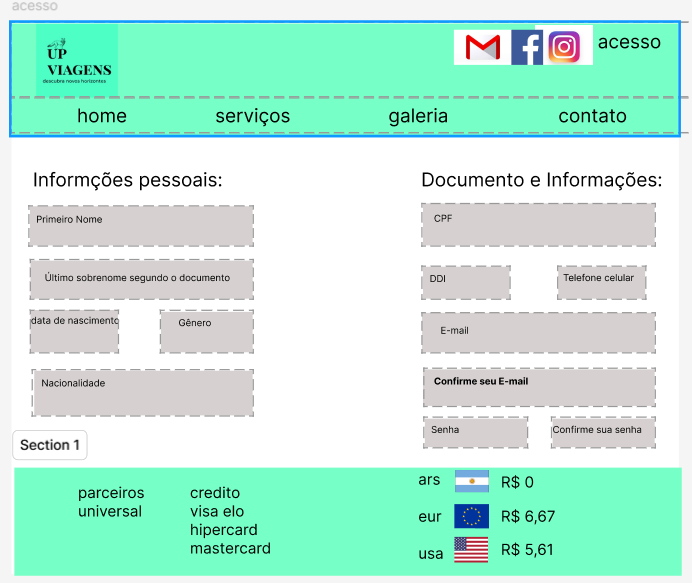 acesso
UP
VIAGENS
descubra novos horizontes
acesso
home serviços galeria contato
Informções pessoais:
Documento e Informações:
Primeiro Nome
CPF
Último sobrenome segundo o documento
DDI
Telefone celular
data de nascimento
Gênero
E-mail
Nacionalidade
Confirme seu E-mail
Senha
Confirme sua senha
Section 1
parceiros
universal
credito
visa elo
hipercard
mastercard
ars R$ 0
eur R$ 6,67
usa R$ 5,61